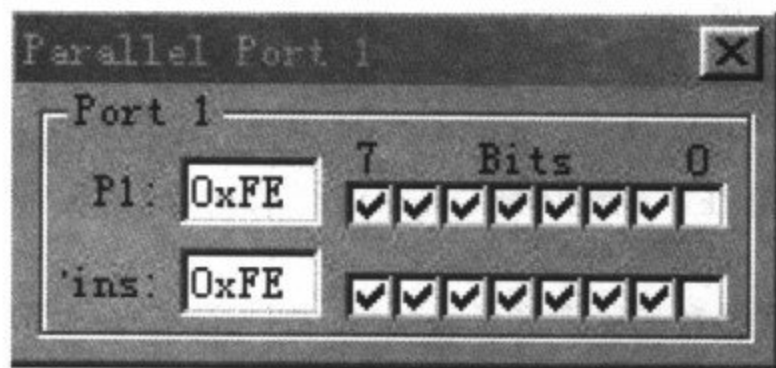 Parallel Port 1
Port 1
7 Bits 0
P1: 0xFE
'ins: 0xFE